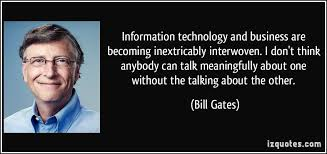 Information technology and business are
becoming inextricably interwoven. I don't think
anybody can talk meaningfully about one
without the talking about the other.
(Bill Gates)
izquotes.com